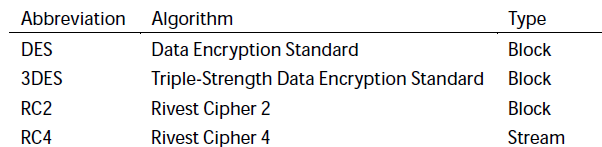 Abbreviation Algorithm Type
DES Data Encryption Standard Block
3DES Triple-Strength Data Encryption Standard Block
RC2 Rivest Cipher 2 Block
RC4 Rivest Cipher 4 Stream